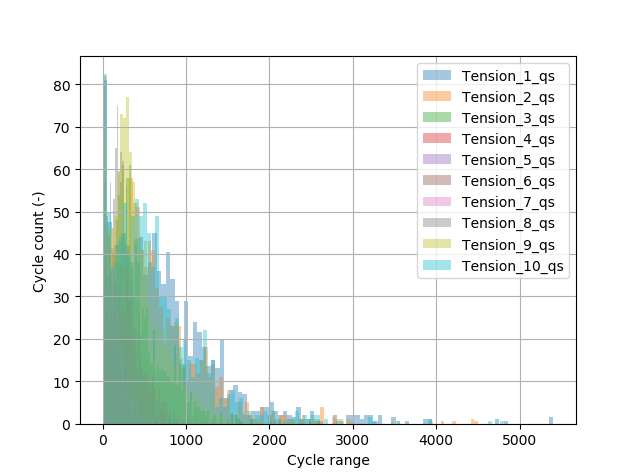 80
70
60
50
40
30
20
10
0
Cycle count (-)
Tension_1_qs
Tension_2_qs
Tension_3_qs
Tension_4_qs
Tension_5_qs
Tension_6_qs
Tension_7_qs
Tension_8_qs
Tension_9_qs
Tension_10_qs
0 1000 2000 3000 4000 5000
Cycle range